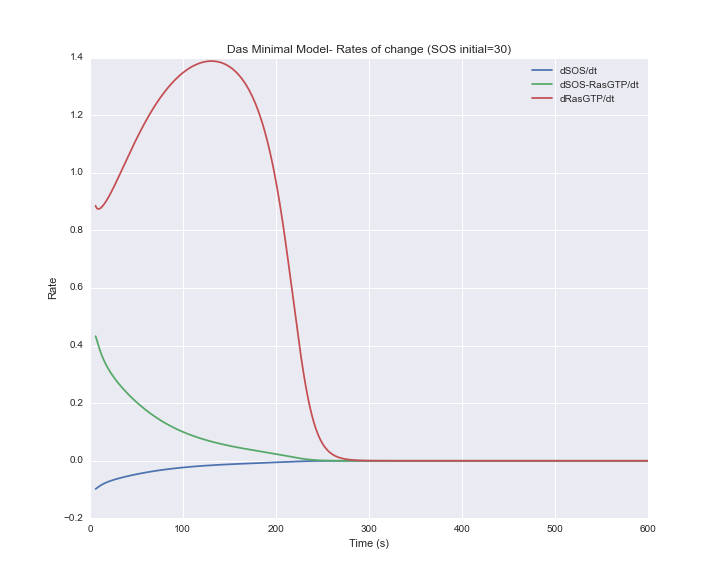 Das Minimal Model- Rates of change (SOS initial=30)
dSOS/dt
dSOS-RasGTP/dt
dRasGTP/dt
1.4
1.2
1.0
0.8
0.6
0.4
0.2
0.0
−0.2
Rate
0 100 200 300 400 500 600
Time (s)